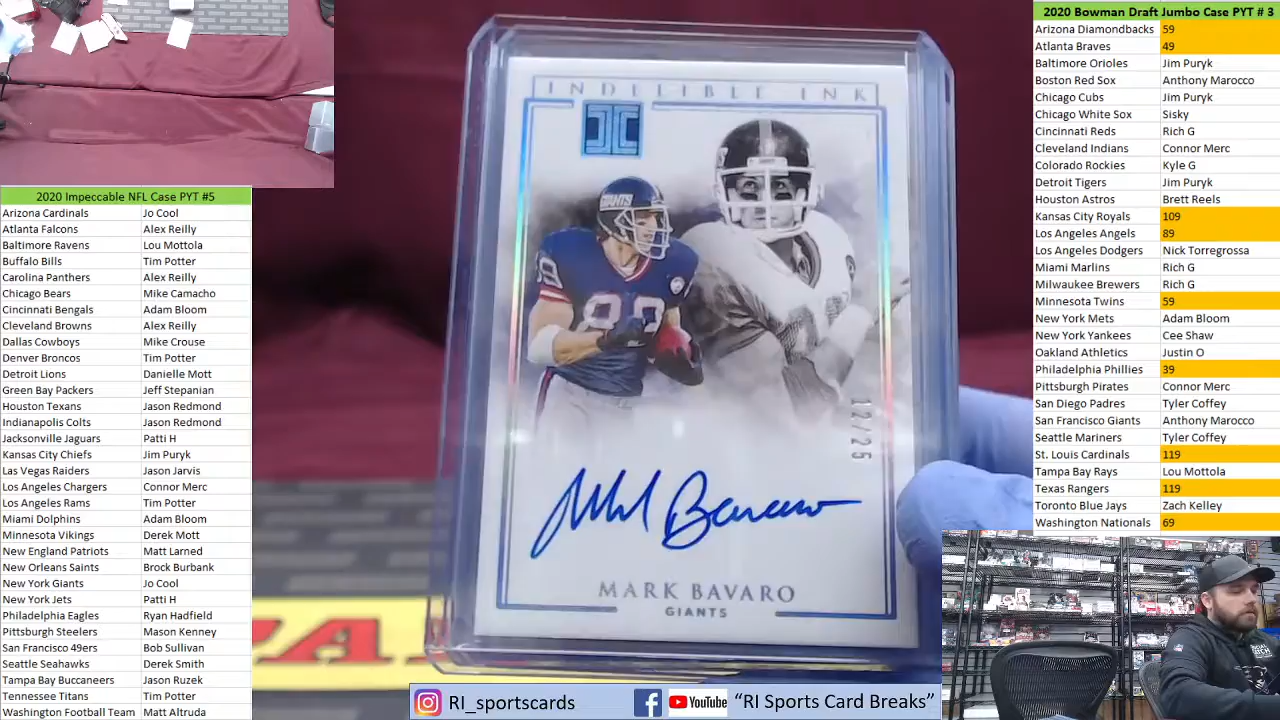 2020 Impeccable NFL Case PYT #5
Arizona Cardinals Jo Cool
Atlanta Falcons Alex Reilly
Baltimore Ravens Lou Mottola
Buffalo Bills Tim Potter
Carolina Panthers Alex Reilly
Chicago Bears Mike Camacho
Cincinnati Bengals Adam Bloom
Cleveland Browns Alex Reilly
Dallas Cowboys Mike Crouse
Denver Broncos Tim Potter
Detroit Lions Danielle Mott
Green Bay Packers Jeff Stepanian
Houston Texans Jason Redmond
Indianapolis Colts Jason Redmond
Jacksonville Jaguars Patti H
Kansas City Chiefs Jim Puryk
Las Vegas Raiders Jason Jarvis
Los Angeles Chargers Connor Merc
Los Angeles Rams Tim Potter
Miami Dolphins Adam Bloom
Minnesota Vikings Derek Mott
New England Patriots Matt Larned
New Orleans Saints Brock Burbank
New York Giants Jo Cool
New York Jets Patti H
Philadelphia Eagles Ryan Hadfield
Pittsburgh Steelers Mason Kenney
San Francisco 49ers Bob Sullivan
Seattle Seahawks Derek Smith
Tampa Bay Buccaneers Jason Ruzek
Tennessee Titans Tim Potter
Washington Football Team Matt Altruda
INDELIBLE INK
GIANTS
89
12/25
Mark Bavaro
MARK BAVARO
GIANTS
RI_sportscards
YouTube
"RI Sports Card Breaks"
2020 Bowman Draft Jumbo Case PYT # 3
Arizona Diamondbacks 59
Atlanta Braves 49
Baltimore Orioles Jim Puryk
Boston Red Sox Anthony Marocco
Chicago Cubs Jim Puryk
Chicago White Sox Sisky
Cincinnati Reds Rich G
Cleveland Indians Connor Merc
Colorado Rockies Kyle G
Detroit Tigers Jim Puryk
Houston Astros Brett Reels
Kansas City Royals 109
Los Angeles Angels 89
Los Angeles Dodgers Nick Torregrossa
Miami Marlins Rich G
Milwaukee Brewers Rich G
Minnesota Twins 59
New York Mets Adam Bloom
New York Yankees Cee Shaw
Oakland Athletics Justin O
Philadelphia Phillies 39
Pittsburgh Pirates Connor Merc
San Diego Padres Tyler Coffey
San Francisco Giants Anthony Marocco
Seattle Mariners Tyler Coffey
St. Louis Cardinals 119
Tampa Bay Rays Lou Mottola
Texas Rangers 119
Toronto Blue Jays Zach Kelley
Washington Nationals 69